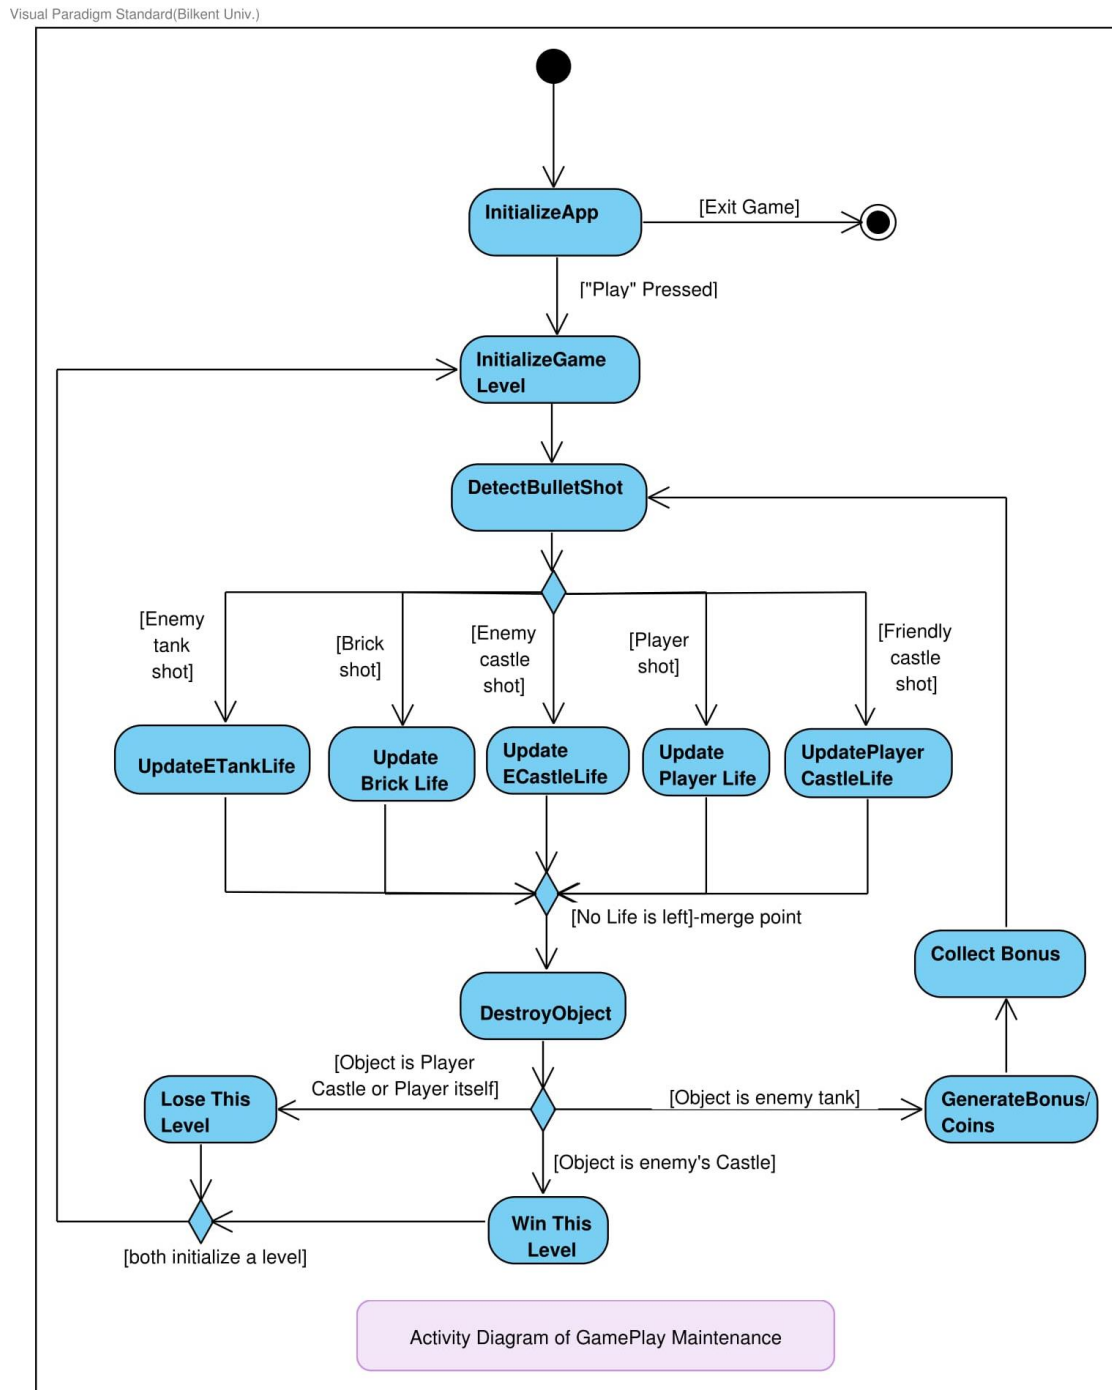 Visual Paradigm Standard(Bilkent Univ.)
InitializeApp
[Exit Game]
["Play" Pressed]
InitializeGame
Level
DetectBulletShot
[Enemy
tank
shot]
[Brick
shot]
[Enemy
castle
shot]
[Player
shot]
[Friendly
castle
shot]
UpdateETankLife
Update
Brick Life
Update
ECastleLife
Update
Player Life
UpdatePlayer
CastleLife
[No Life is left]-merge point
Collect Bonus
DestroyObject
[Object is Player
Castle or Player itself]
Lose This
Level
[Object is enemy tank]
GenerateBonus/
Coins
[Object is enemy's Castle]
Win This
Level
[both initialize a level]
Activity Diagram of GamePlay Maintenance